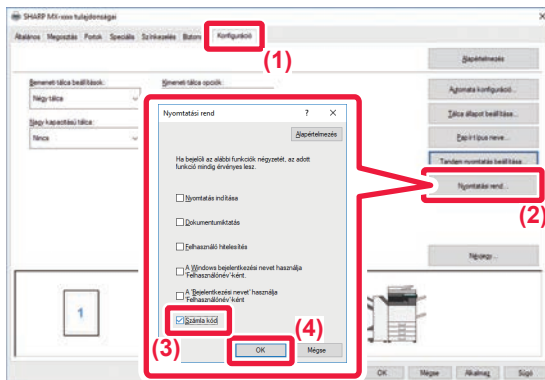 SHARP MX-xxxx tulajdonságai
Általános Megosztás Portok Speciális Színkezelés Biztonság Konfiguráció
(1)
Alapértelmezés
Bemeneti tálca beállítások:
Kimeneti tálca opciók:
Négy tálca
Automata konfiguráció...
Nagy kapacitású tálca:
Tálca állapot beállítása...
Nincs
Papírtípus neve...
Tandem nyomtatás beállítása...
Nyomtatási rend...
(2)
Névjegy...
Nyomtatási rend ? ×
Alapértelmezés
Ha bejelöli az alábbi funkciók négyzetét, az adott
funkció mindig érvényes lesz.
Nyomtatás indítása
Dokumentumiktatás
Felhasználó hitelesítés
A Windows bejelentkezési nevet használja
'Felhasználónév'-ként.
A 'Bejelentkezési nevet' használja
'Felhasználónév'-ként
Számla kód
(3)
(4)
OK Mégse
1
OK Mégse Alkalmaz Súgó